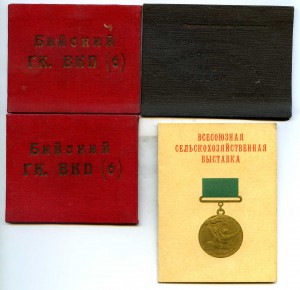 Бийский
ГК. ВКП (б)
Бийский
ГК. ВКП (б)
ВСЕСОЮЗНАЯ
СЕЛЬСКОХОЗЯЙСТВЕННАЯ
ВЫСТАВКА